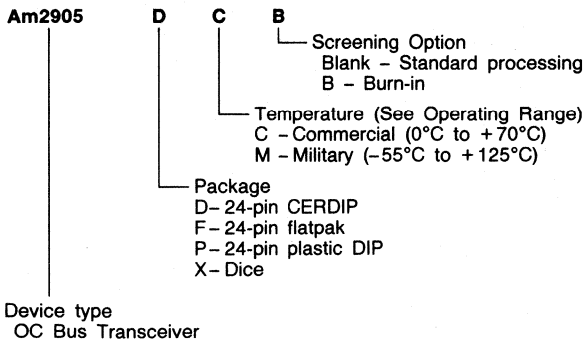 Am2905 D C B
Screening Option
Blank – Standard processing
B – Burn-in
Temperature (See Operating Range)
C – Commercial (0°C to +70°C)
M – Military (–55°C to +125°C)
Package
D – 24-pin CERDIP
F – 24-pin flatpak
P – 24-pin plastic DIP
X – Dice
Device type
OC Bus Transceiver